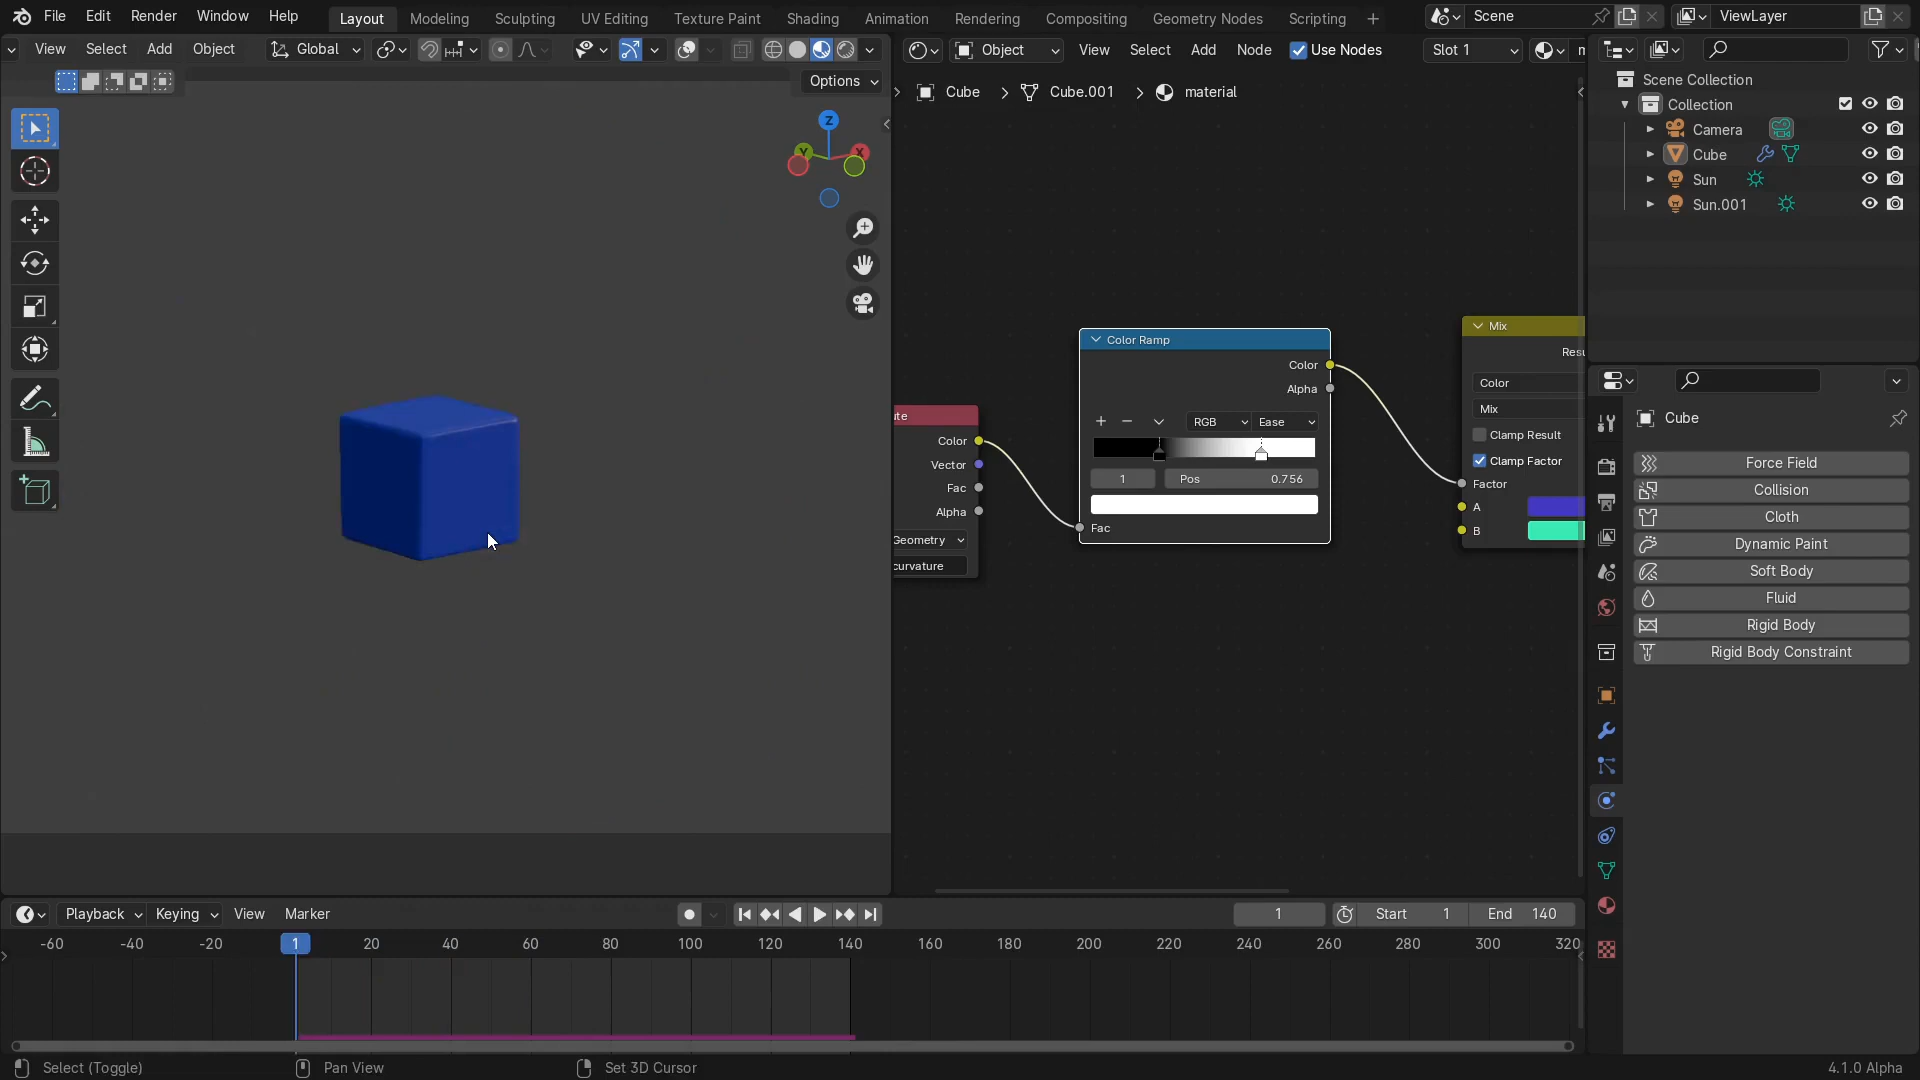 File Edit Render Window Help Layout Modeling Sculpting UV Editing Texture Paint Shading Animation Rendering Compositing Geometry Nodes Scripting + Scene ViewLayer
View Select Add Object Global Object View Select Add Node Use Nodes Slot 1
Options
Cube Cube.001 material
Scene Collection
Collection
Camera
Cube
Sun
Sun.001
Z
Y X
Color Ramp
Color
Alpha
RGB Ease
1 Pos 0.756
Fac
Color
Vector
Fac
Alpha
Geometry
curvature
Mix
Color
Mix
Clamp Result
Clamp Factor
Factor
A
B
Cube
Force Field
Collision
Cloth
Dynamic Paint
Soft Body
Fluid
Rigid Body
Rigid Body Constraint
Playback Keying View Marker 1 Start 1 End 140
-60 -40 -20 1 20 40 60 80 100 120 140 160 180 200 220 240 260 280 300 320
Select (Toggle) Pan View Set 3D Cursor 4.1.0 Alpha